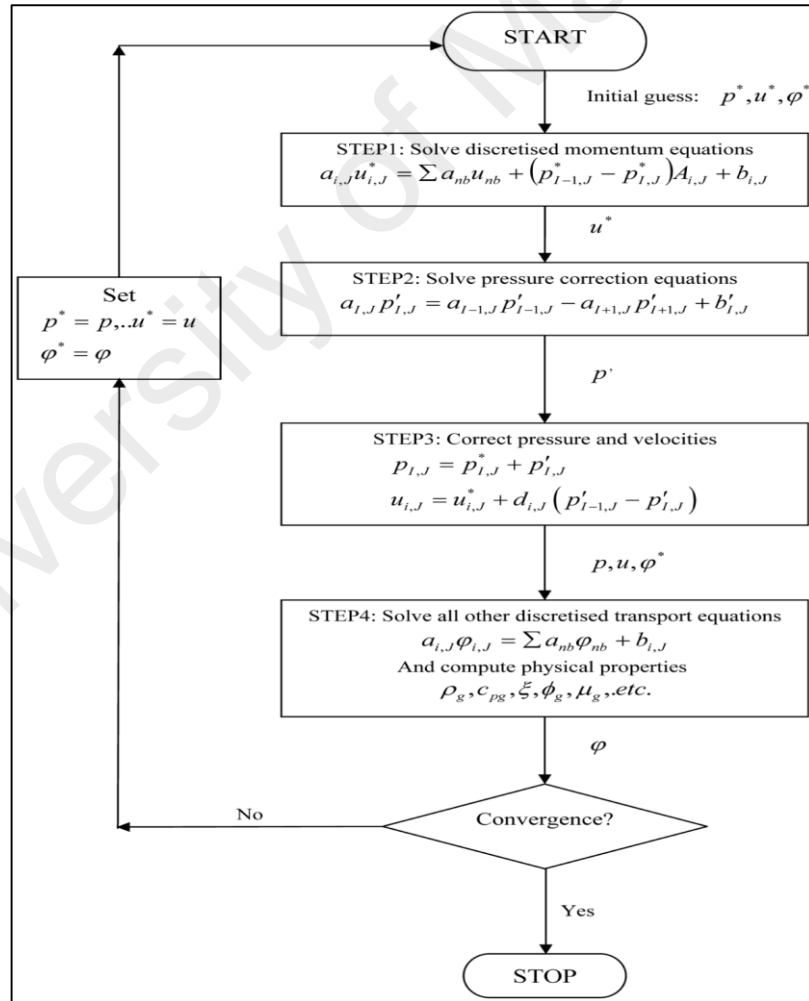 START
Initial guess: p*, u*, φ*
STEP1: Solve discretised momentum equations
a_{i,J} u*_{i,J} = Σ a_{nb} u_{nb} + (p*_{I-1,J} − p*_{I,J}) A_{i,J} + b_{i,J}
u*
STEP2: Solve pressure correction equations
a_{I,J} p′_{I,J} = a_{I-1,J} p′_{I-1,J} − a_{I+1,J} p′_{I+1,J} + b′_{I,J}
p’
Set
p* = p,..u* = u
φ* = φ
STEP3: Correct pressure and velocities
p_{I,J} = p*_{I,J} + p′_{I,J}
u_{i,J} = u*_{i,J} + d_{i,J} (p′_{I-1,J} − p′_{I,J})
p, u, φ*
STEP4: Solve all other discretised transport equations
a_{i,J} φ_{i,J} = Σ a_{nb} φ_{nb} + b_{i,J}
And compute physical properties
ρ_g, c_{pg}, ξ, ϕ_g, μ_g,.etc.
φ
No
Convergence?
Yes
STOP
versity of Ma